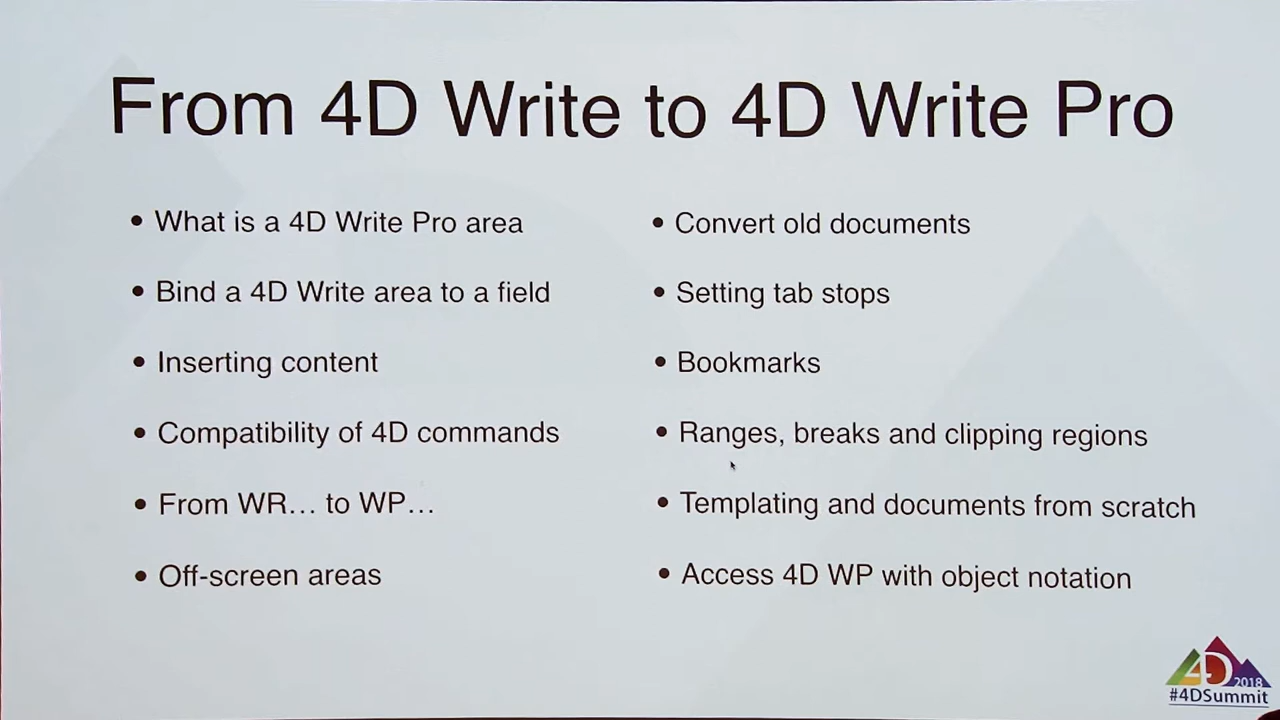 From 4D Write to 4D Write Pro
• What is a 4D Write Pro area
• Bind a 4D Write area to a field
• Inserting content
• Compatibility of 4D commands
• From WR… to WP…
• Off-screen areas
• Convert old documents
• Setting tab stops
• Bookmarks
• Ranges, breaks and clipping regions
• Templating and documents from scratch
• Access 4D WP with object notation
4D
2018
#4DSummit